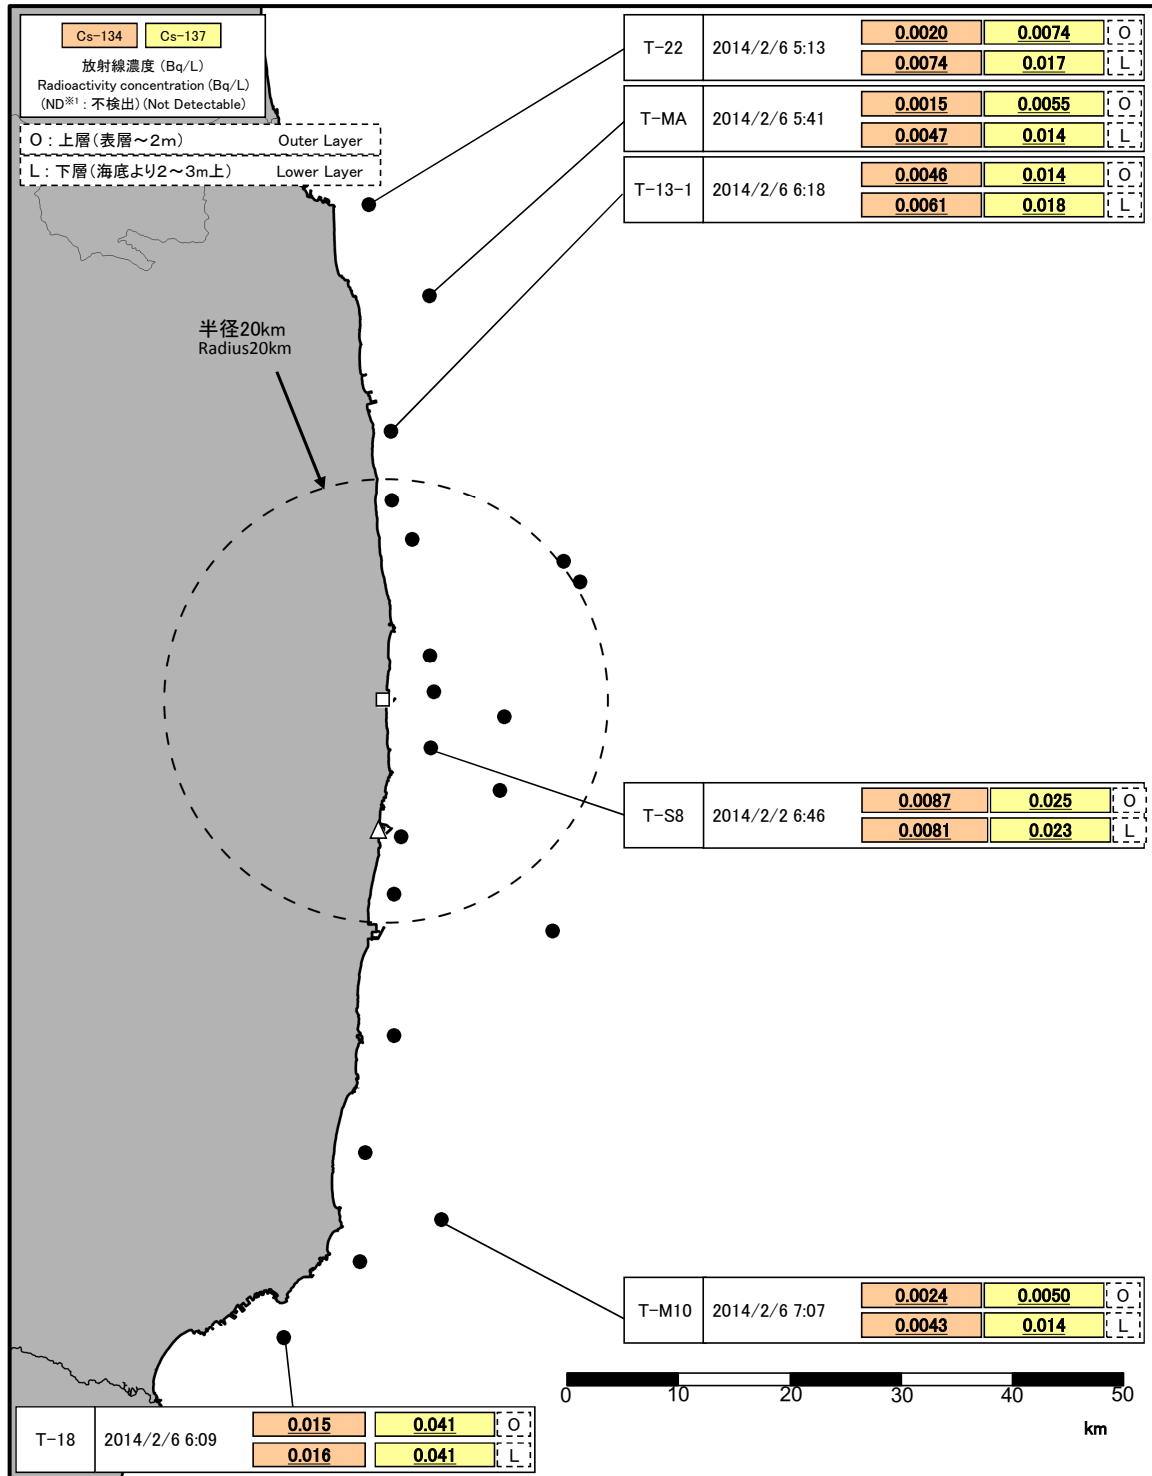 Cs-134 Cs-137
放射線濃度 (Bq/L)
Radioactivity concentration (Bq/L)
(ND※1 : 不検出) (Not Detectable)
O : 上層(表層～2m) Outer Layer
L : 下層(海底より2～3m上) Lower Layer
T-22 2014/2/6 5:13
0.0020 0.0074 O
0.0074 0.017 L
T-MA 2014/2/6 5:41
0.0015 0.0055 O
0.0047 0.014 L
T-13-1 2014/2/6 6:18
0.0046 0.014 O
0.0061 0.018 L
半径20km
Radius20km
T-S8 2014/2/2 6:46
0.0087 0.025 O
0.0081 0.023 L
T-M10 2014/2/6 7:07
0.0024 0.0050 O
0.0043 0.014 L
0 10 20 30 40 50
km
T-18 2014/2/6 6:09
0.015 0.041 O
0.016 0.041 L